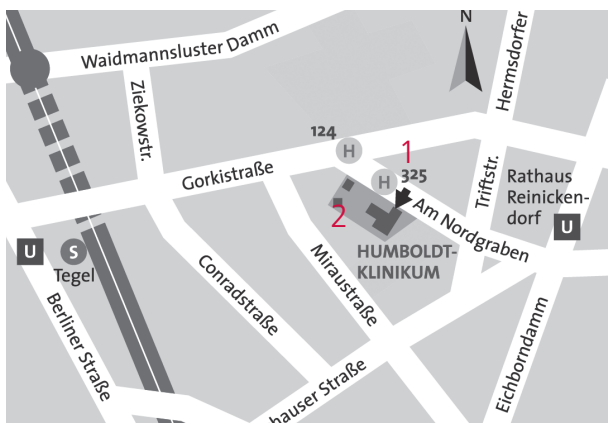 N
Waidmannsluster Damm
Hermsdorfer
Ziekowstr.
124
H
1
Gorkistraße
H
325
Triftstr.
Rathaus
Reinicken-
dorf
U
2
Am Nordgraben
HUMBOLDT-
KLINIKUM
U
S
Tegel
Berliner Straße
Conradstraße
Miraustraße
hauser Straße
Eichborndamm